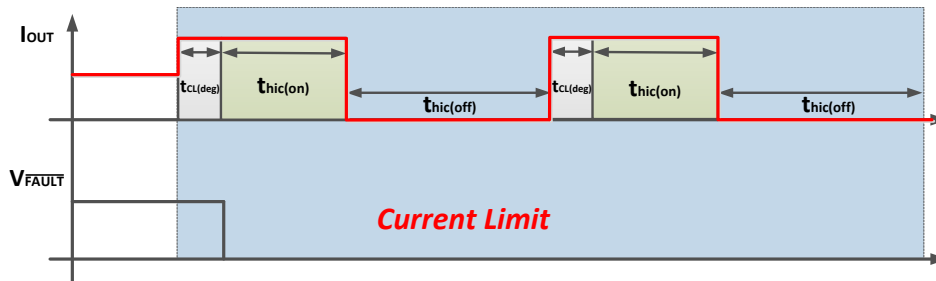 IOUT
tCL(deg)
thic(on)
thic(off)
tCL(deg)
thic(on)
thic(off)
VFAULT
Current Limit